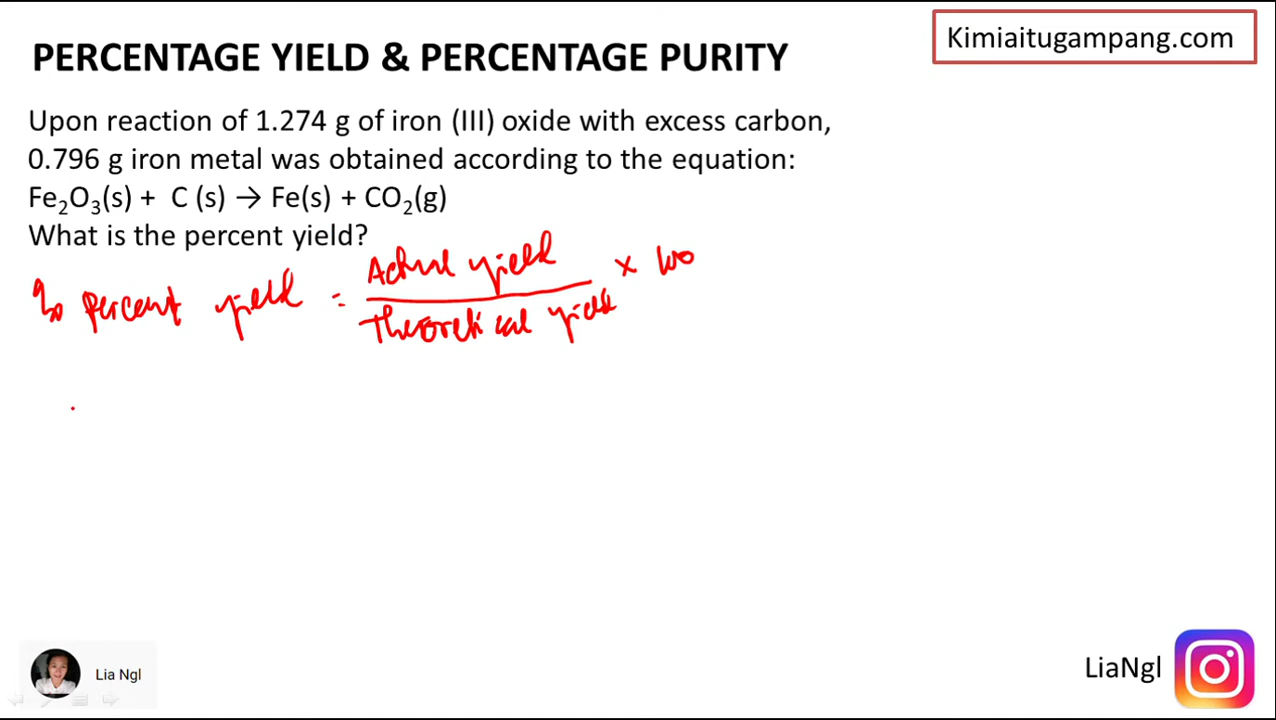 Kimiaitugampang.com
PERCENTAGE YIELD & PERCENTAGE PURITY
Upon reaction of 1.274 g of iron (III) oxide with excess carbon,
0.796 g iron metal was obtained according to the equation:
Fe₂O₃(s) + C (s) → Fe(s) + CO₂(g)
What is the percent yield?
% Percent yield = Actual yield / Theoretical yield × 100
Lia Ngl
LiaNgl